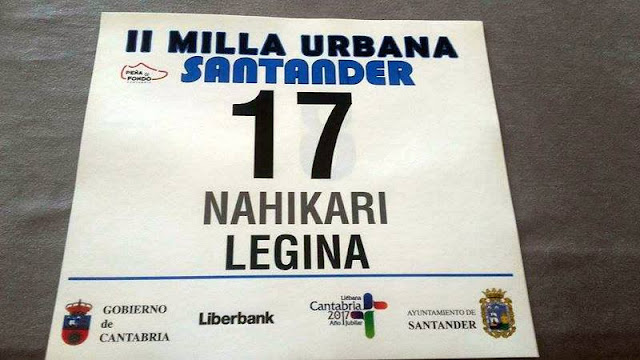 II MILLA URBANA
SANTANDER
PEÑA DE
FONDO
17
NAHIKARI
LEGINA
GOBIERNO
de
CANTABRIA
Liberbank
Liébana
Cantabria
2017
Año Jubilar
AYUNTAMIENTO DE
SANTANDER